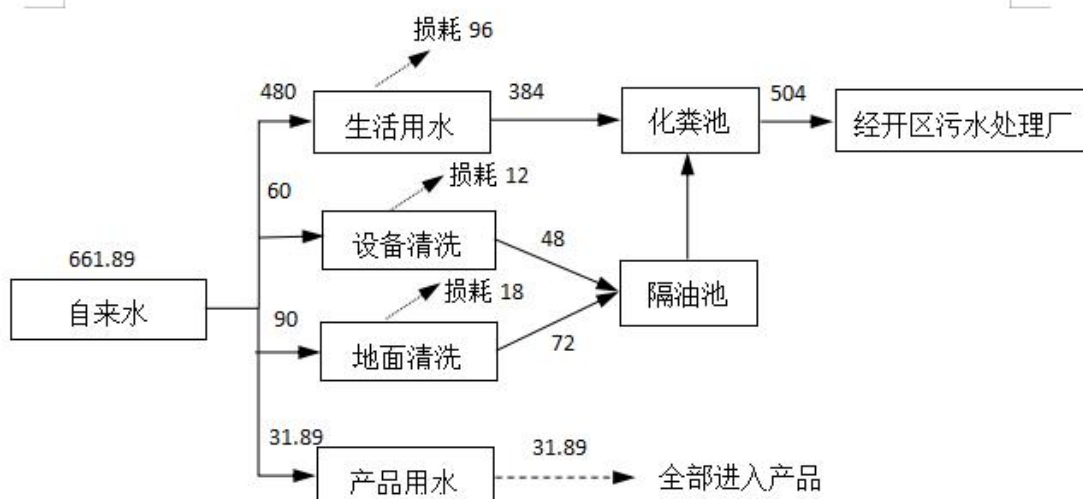 损耗 96
480
生活用水
384
化粪池
504
经开区污水处理厂
损耗 12
60
设备清洗
48
661.89
自来水
损耗 18
90
地面清洗
72
隔油池
31.89
产品用水
31.89
全部进入产品